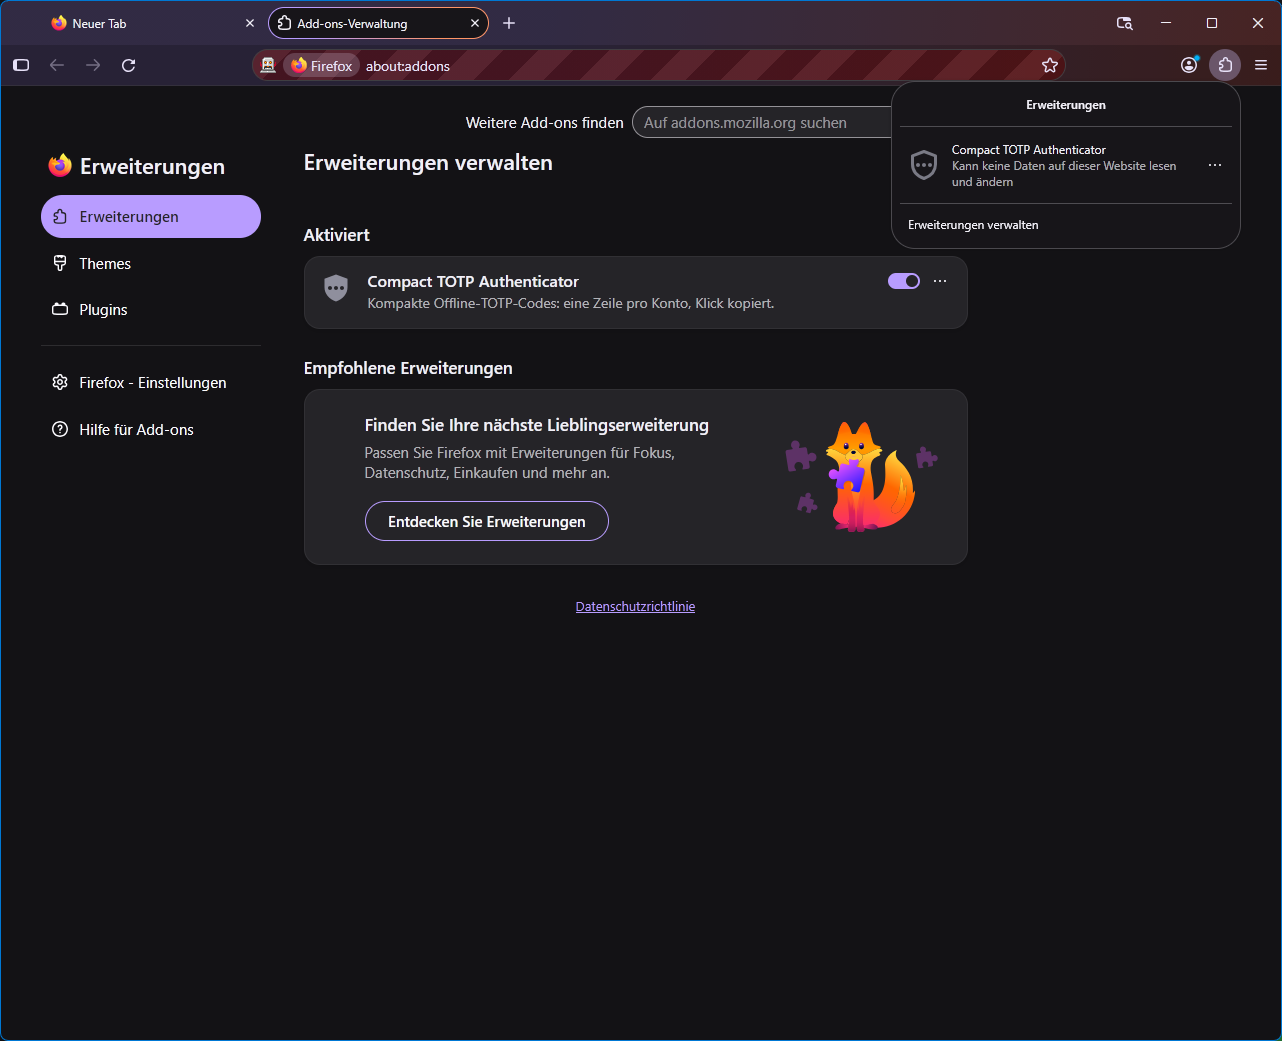 Neuer Tab
Add-ons-Verwaltung
Firefox
about:addons
Weitere Add-ons finden
Auf addons.mozilla.org suchen
Erweiterungen
Compact TOTP Authenticator
Kann keine Daten auf dieser Website lesen
und ändern
Erweiterungen verwalten
Erweiterungen
Erweiterungen
Themes
Plugins
Firefox - Einstellungen
Hilfe für Add-ons
Erweiterungen verwalten
Aktiviert
Compact TOTP Authenticator
Kompakte Offline-TOTP-Codes: eine Zeile pro Konto, Klick kopiert.
Empfohlene Erweiterungen
Finden Sie Ihre nächste Lieblingserweiterung
Passen Sie Firefox mit Erweiterungen für Fokus,
Datenschutz, Einkaufen und mehr an.
Entdecken Sie Erweiterungen
Datenschutzrichtlinie